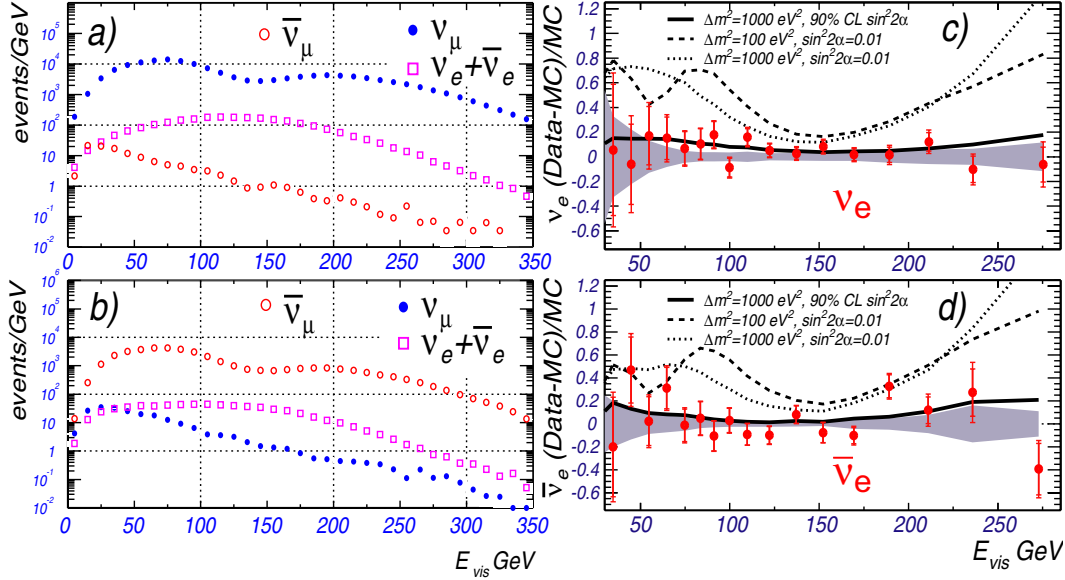 events/GeV
10⁶
10⁵
10⁴
10³
10²
10
1
10⁻¹
10⁻²
a)
ν̅μ
νμ
νe+ν̅e
0 50 100 150 200 250 300 350
events/GeV
10⁶
10⁵
10⁴
10³
10²
10
1
10⁻¹
10⁻²
b)
ν̅μ
νμ
νe+ν̅e
0 50 100 150 200 250 300 350
Evis GeV
νe (Data-MC)/MC
1.2
1
0.8
0.6
0.4
0.2
0
-0.2
-0.4
-0.6
Δm²=1000 eV², 90% CL sin²2α
Δm²=100 eV², sin²2α=0.01
Δm²=1000 eV², sin²2α=0.01
c)
νe
50 100 150 200 250
ν̅e (Data-MC)/MC
1.2
1
0.8
0.6
0.4
0.2
0
-0.2
-0.4
-0.6
Δm²=1000 eV², 90% CL sin²2α
Δm²=100 eV², sin²2α=0.01
Δm²=1000 eV², sin²2α=0.01
d)
ν̅e
50 100 150 200 250
Evis GeV